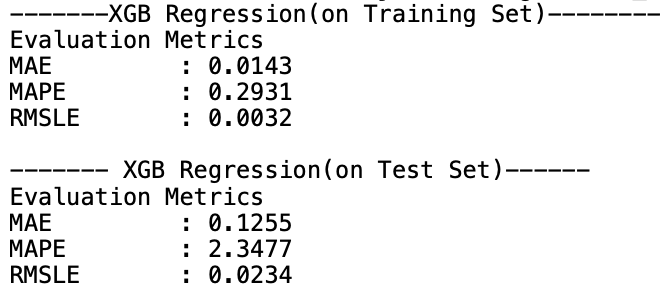 -------XGB Regression(on Training Set)--------
Evaluation Metrics
MAE : 0.0143
MAPE : 0.2931
RMSLE : 0.0032
------- XGB Regression(on Test Set)------
Evaluation Metrics
MAE : 0.1255
MAPE : 2.3477
RMSLE : 0.0234